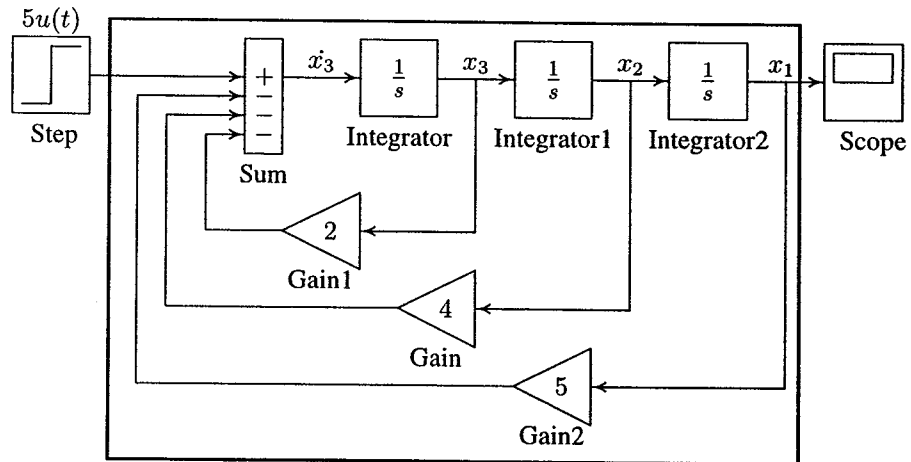 5u(t)
Step
+
−
−
−
Sum
ẋ₃
1
s
Integrator
x₃
1
s
Integrator1
x₂
1
s
Integrator2
x₁
Scope
2
Gain1
4
Gain
5
Gain2